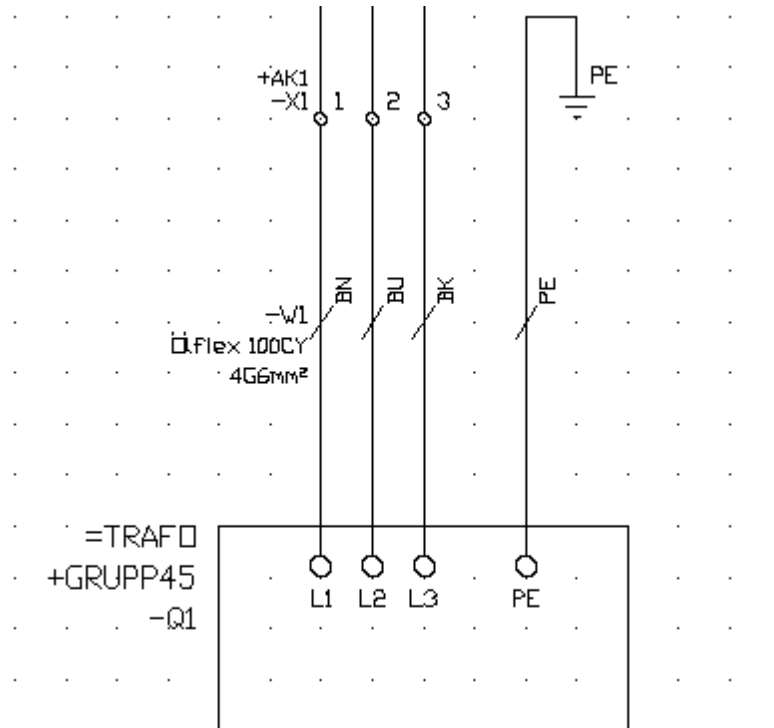 +AK1
PE
-X1 1 2 3
BN BU BK PE
-W1
Ölflex 100CY
4G6mm²
=TRAFO
+GRUPP45
-Q1
L1 L2 L3 PE